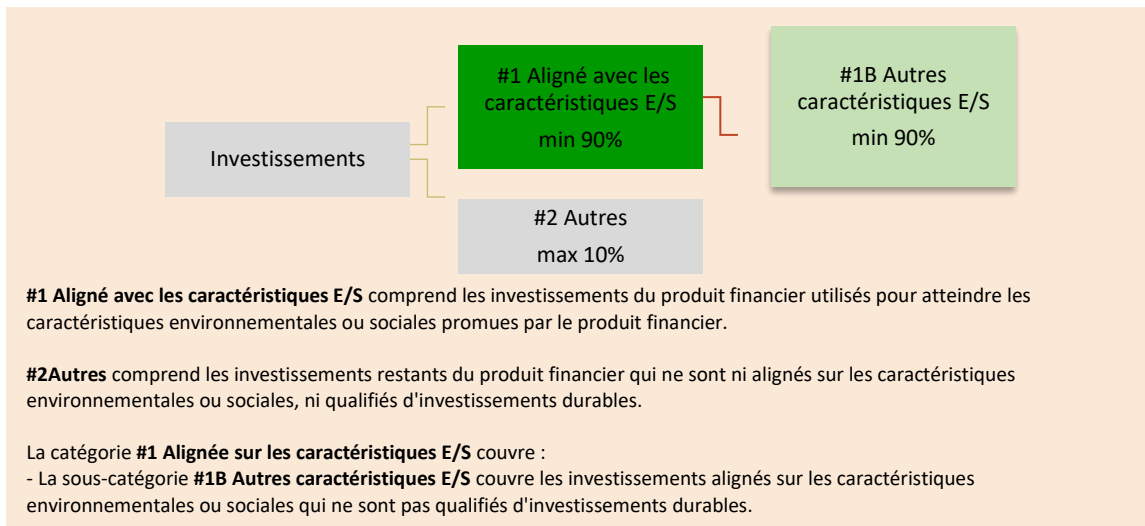 #1 Aligné avec les
caractéristiques E/S
min 90%
#1B Autres
caractéristiques E/S
min 90%
Investissements
#2 Autres
max 10%
#1 Aligné avec les caractéristiques E/S comprend les investissements du produit financier utilisés pour atteindre les
caractéristiques environnementales ou sociales promues par le produit financier.
#2Autres comprend les investissements restants du produit financier qui ne sont ni alignés sur les caractéristiques
environnementales ou sociales, ni qualifiés d'investissements durables.
La catégorie #1 Alignée sur les caractéristiques E/S couvre :
- La sous-catégorie #1B Autres caractéristiques E/S couvre les investissements alignés sur les caractéristiques
environnementales ou sociales qui ne sont pas qualifiés d'investissements durables.